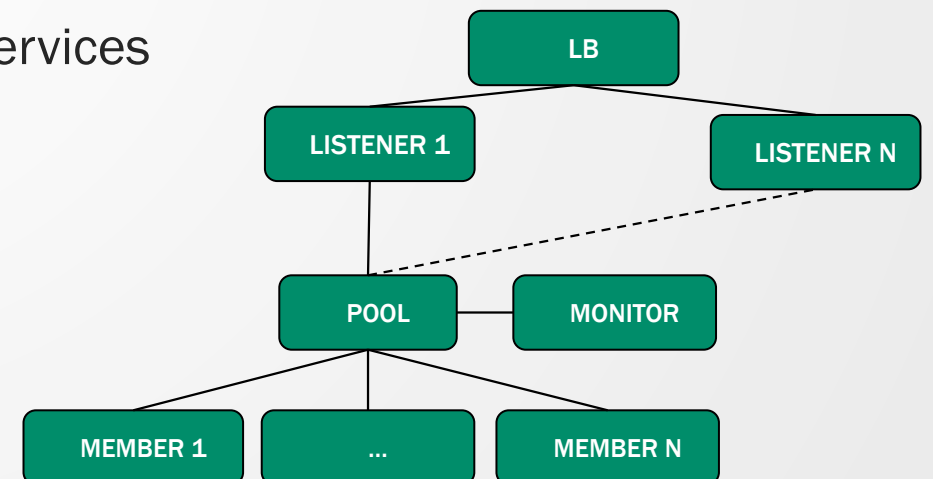 ervices
LB
LISTENER 1
LISTENER N
POOL
MONITOR
MEMBER 1
...
MEMBER N